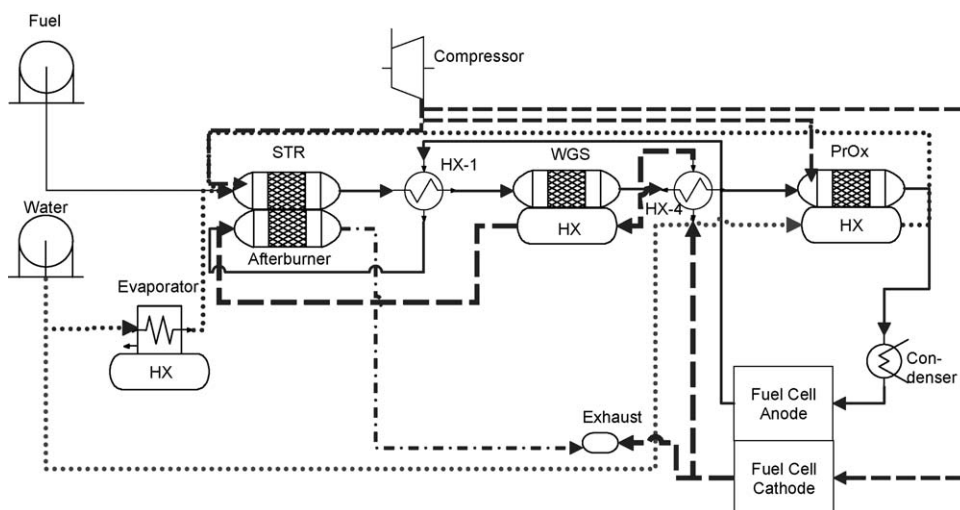 Fuel
Compressor
STR
HX-1
WGS
PrOx
HX-4
Water
HX
HX
Afterburner
Evaporator
HX
Con-
denser
Fuel Cell
Anode
Exhaust
Fuel Cell
Cathode